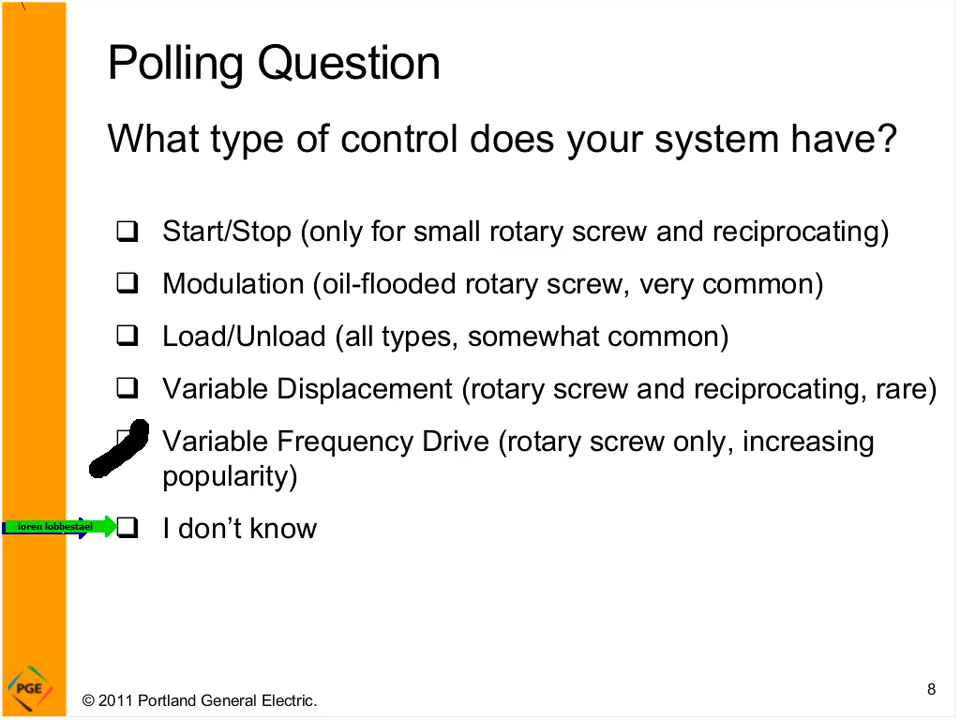 Polling Question
What type of control does your system have?
Start/Stop (only for small rotary screw and reciprocating)
Modulation (oil-flooded rotary screw, very common)
Load/Unload (all types, somewhat common)
Variable Displacement (rotary screw and reciprocating, rare)
Variable Frequency Drive (rotary screw only, increasing
popularity)
loren lobbestael
I don’t know
PGE
© 2011 Portland General Electric.
8